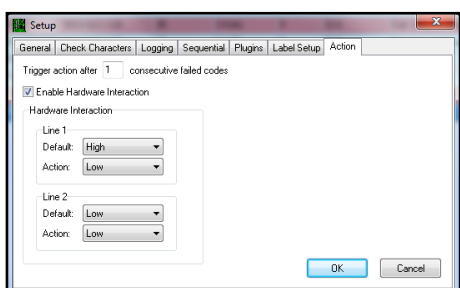 Setup
General Check Characters Logging Sequential Plugins Label Setup Action
Trigger action after 1 consecutive failed codes
Enable Hardware Interaction
Hardware Interaction
Line 1
Default: High
Action: Low
Line 2
Default: Low
Action: Low
OK Cancel